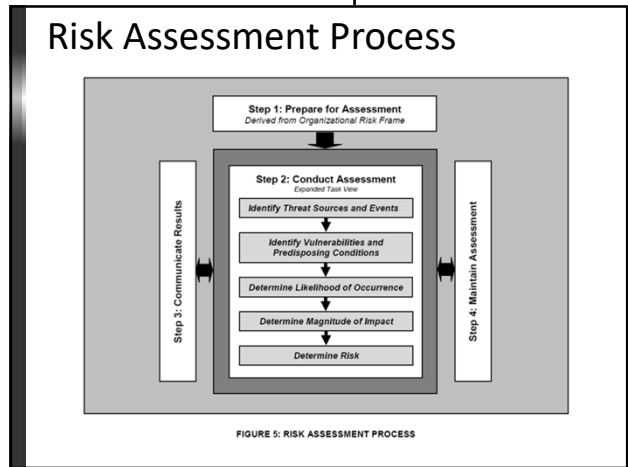 Risk Assessment Process
Step 1: Prepare for Assessment
Derived from Organizational Risk Frame
Step 3: Communicate Results
Step 2: Conduct Assessment
Expanded Task View
Identify Threat Sources and Events
Identify Vulnerabilities and
Predisposing Conditions
Determine Likelihood of Occurrence
Determine Magnitude of Impact
Determine Risk
Step 4: Maintain Assessment
FIGURE 5: RISK ASSESSMENT PROCESS